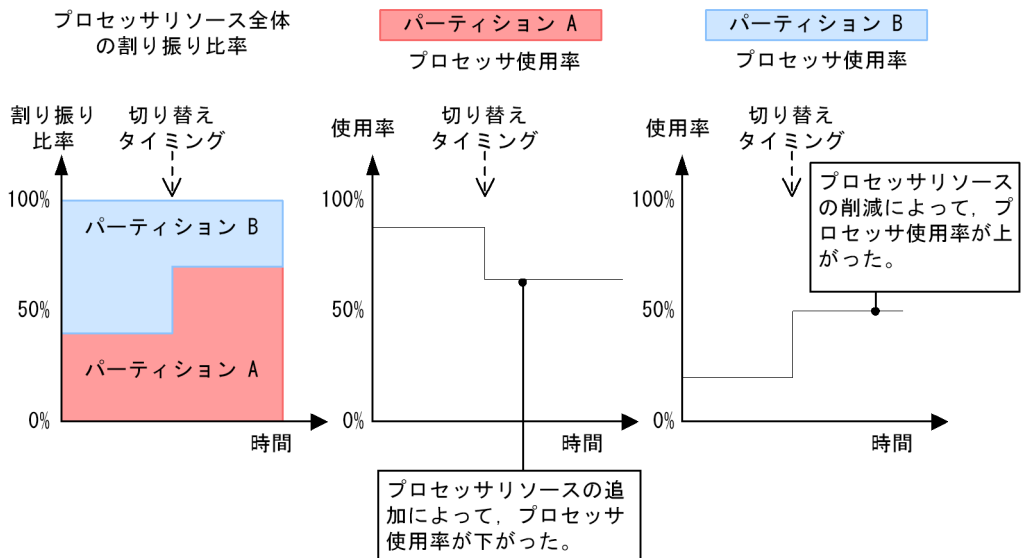 プロセッサリソース全体
の割り振り比率
割り振り
比率
切り替え
タイミング
100%
50%
0%
パーティション B
パーティション A
時間
パーティション A
プロセッサ使用率
使用率
切り替え
タイミング
100%
50%
0%
時間
プロセッサリソースの追
加によって，プロセッサ
使用率が下がった。
パーティション B
プロセッサ使用率
使用率
切り替え
タイミング
100%
50%
0%
時間
プロセッサリソース
の削減によって，プ
ロセッサ使用率が上
がった。